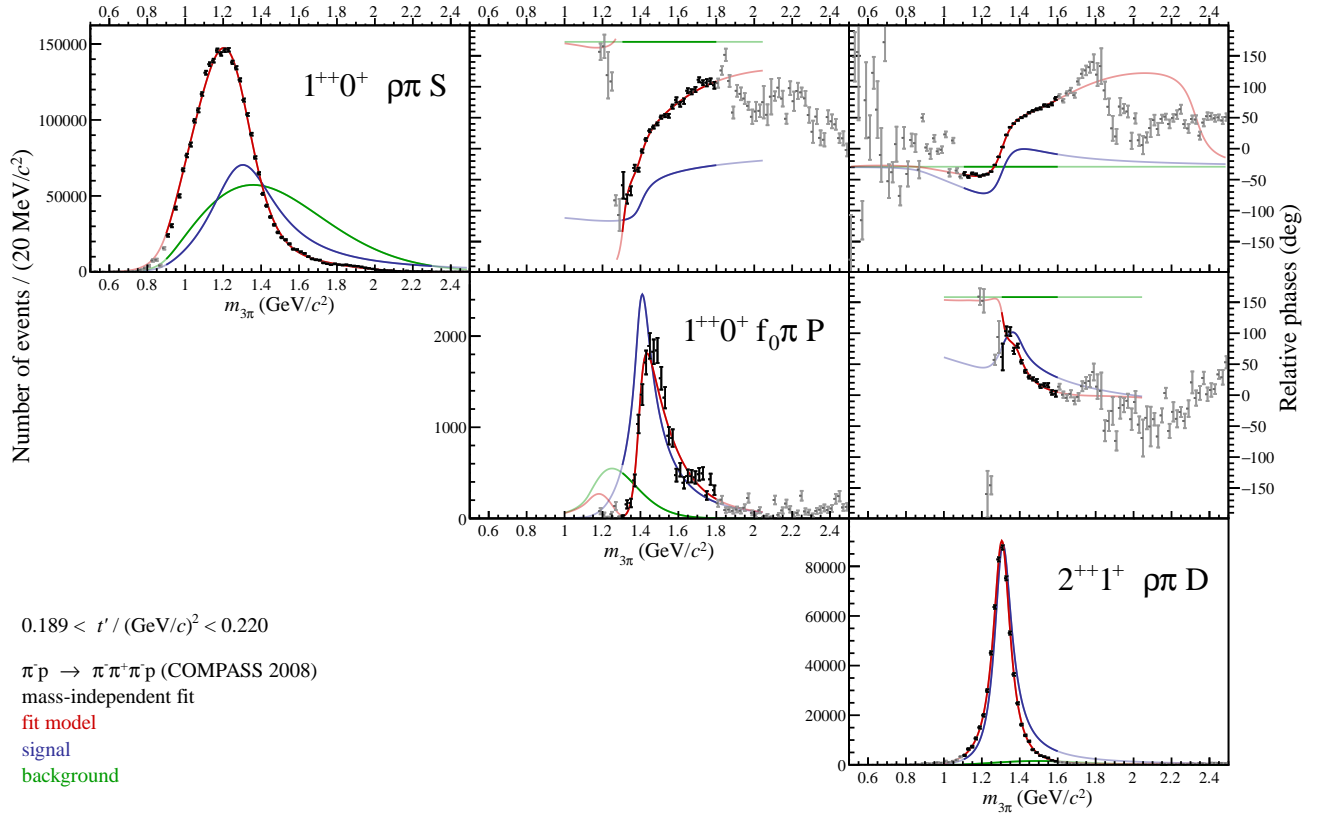 0.6 0.8 1 1.2 1.4 1.6 1.8 2 2.2 2.4 0.6 0.8 1 1.2 1.4 1.6 1.8 2 2.2 2.4 0.6 0.8 1 1.2 1.4 1.6 1.8 2 2.2 2.4
150000
100000
50000
0
1⁺⁺0⁺ ρπ S
150
100
50
0
−50
−100
−150
0.6 0.8 1 1.2 1.4 1.6 1.8 2 2.2 2.4
m₃π (GeV/c²)
Number of events / (20 MeV/c²)
Relative phases (deg)
2000
1000
0
1⁺⁺0⁺ f₀π P
150
100
50
0
−50
−100
−150
0.6 0.8 1 1.2 1.4 1.6 1.8 2 2.2 2.4
m₃π (GeV/c²)
80000
60000
40000
20000
0
2⁺⁺1⁺ ρπ D
0.6 0.8 1 1.2 1.4 1.6 1.8 2 2.2 2.4
m₃π (GeV/c²)
0.189 < t′ / (GeV/c)² < 0.220
π⁻p → π⁻π⁺π⁻p (COMPASS 2008)
mass-independent fit
fit model
signal
background